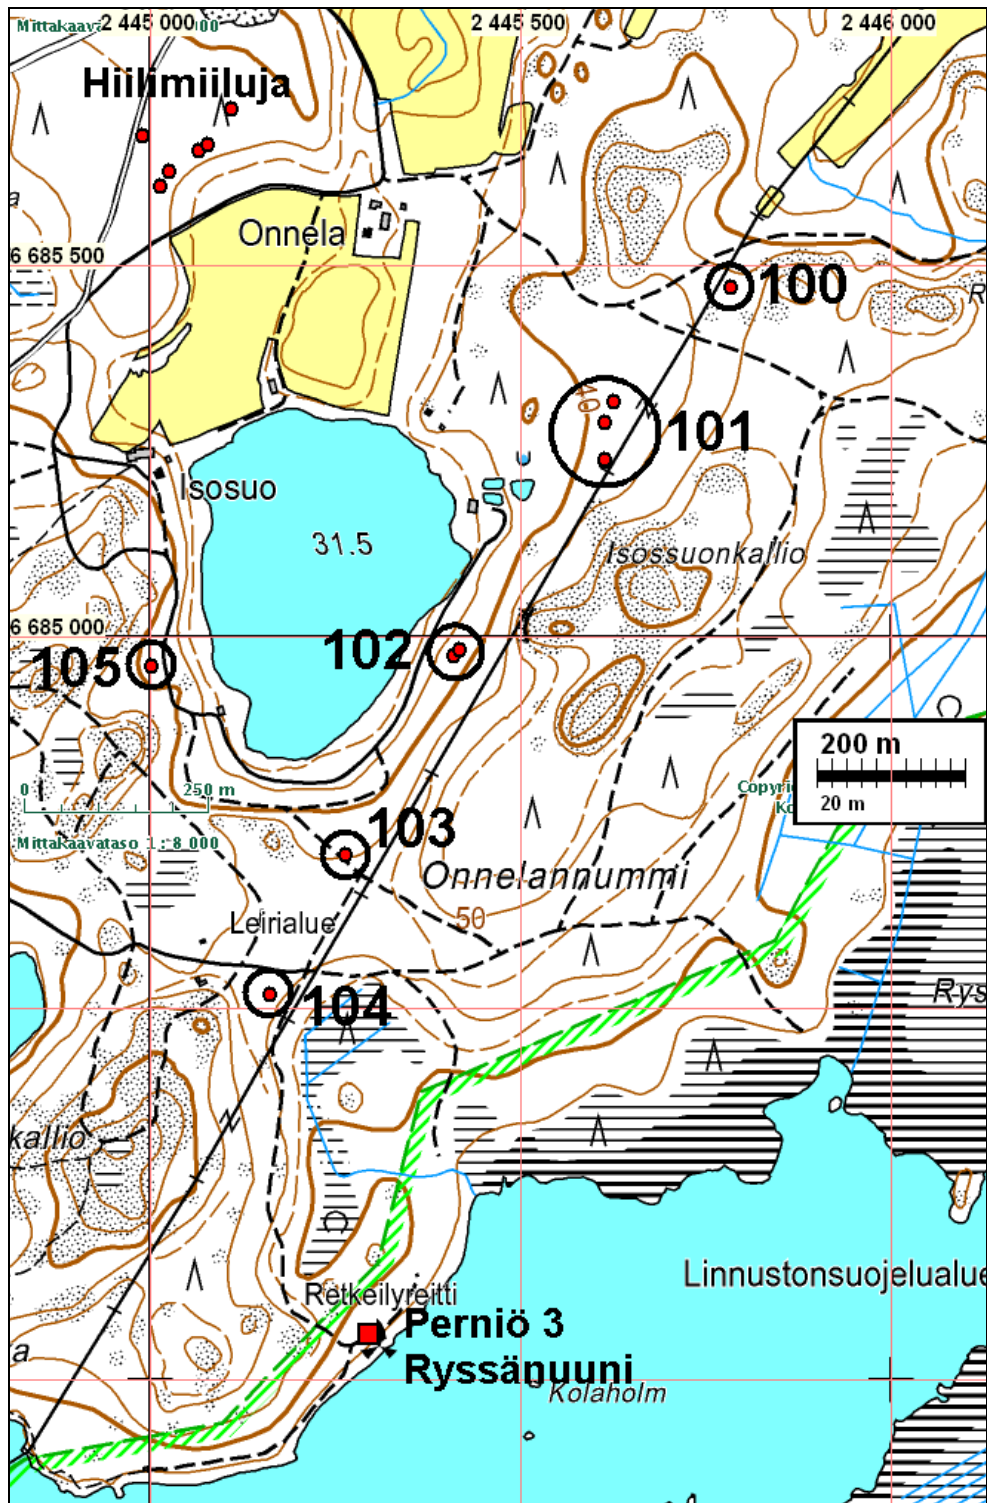 2 445 000
2 445 500
2 446 000
Hiilimiiluja
Onnela
6 685 500
100
40
101
Isosuo
31.5
Isossuonkallio
6 685 000
102
105
200 m
20 m
0
250 m
103
Mittakaavataso 1 : 8 000
Onnelannummi
50
Leirialue
104
Rys
kallio
Linnustonsuojelualue
Retkeilyreitti
Perniö 3
Ryssänuuni
Kolaholm